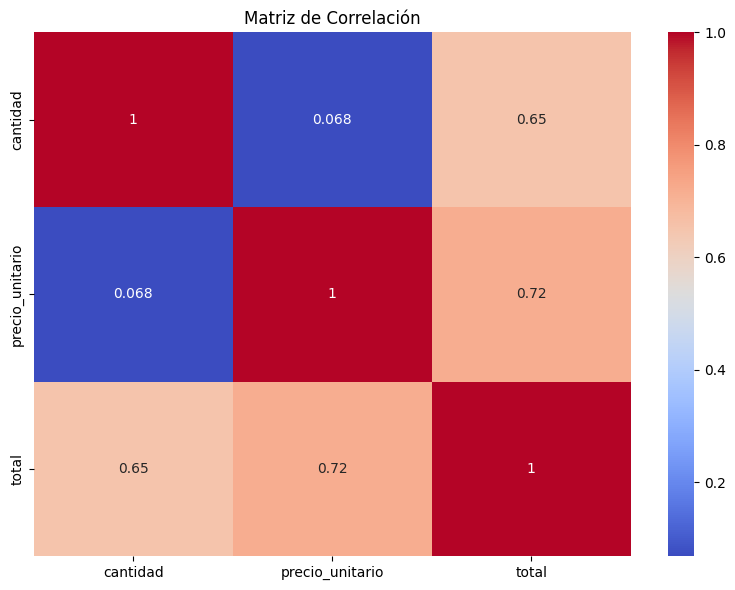 Matriz de Correlación
cantidad
1
0.068
0.65
precio_unitario
0.068
1
0.72
total
0.65
0.72
1
cantidad
precio_unitario
total
1.0
0.8
0.6
0.4
0.2